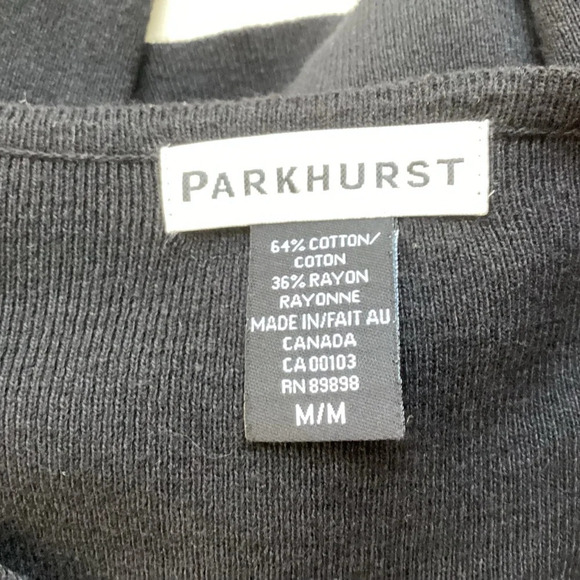 PARKHURST
64% COTTON/
COTON
36% RAYON
RAYONNE
MADE IN/FAIT AU
CANADA
CA 00103
RN 89898
M/M